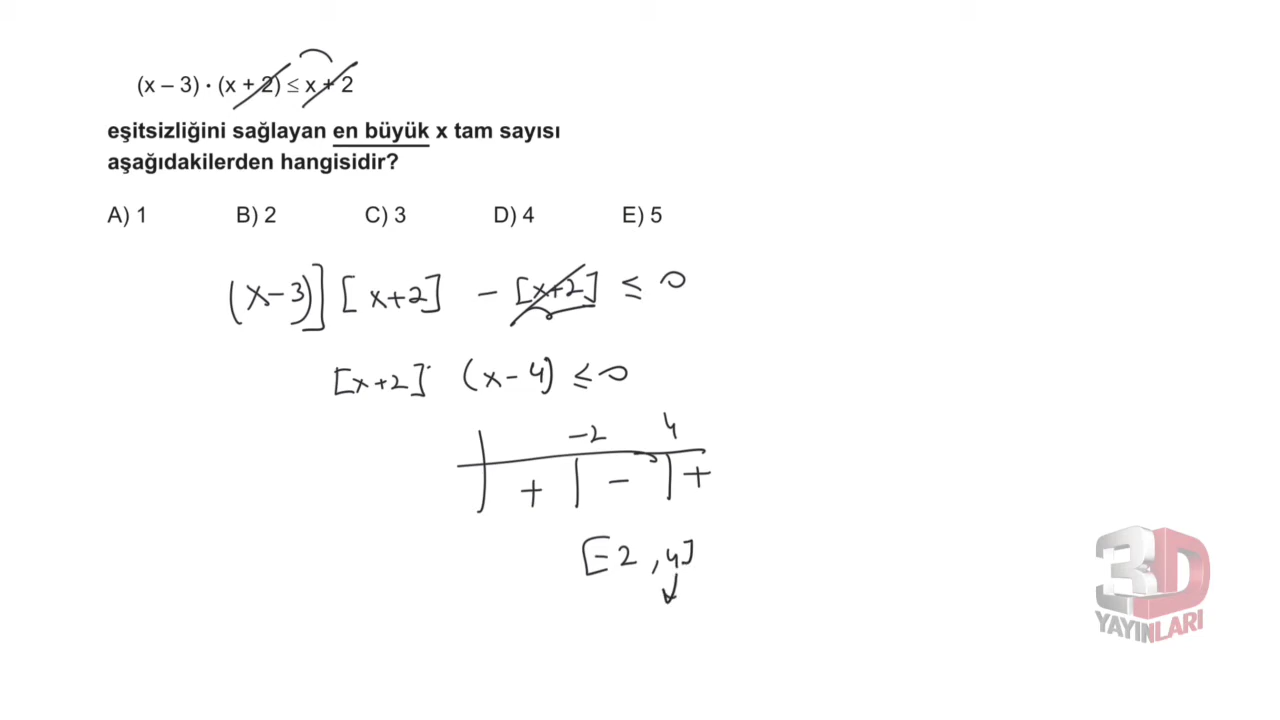 (x – 3) · (x + 2) ≤ x + 2
eşitsizliğini sağlayan en büyük x tam sayısı
aşağıdakilerden hangisidir?
A) 1 B) 2 C) 3 D) 4 E) 5
(x-3)] [x+2] - [x+2] ≤ 0
[x+2] · (x-4) ≤ 0
-2 4
+ - +
[-2, 4]
3D
YAYINLARI